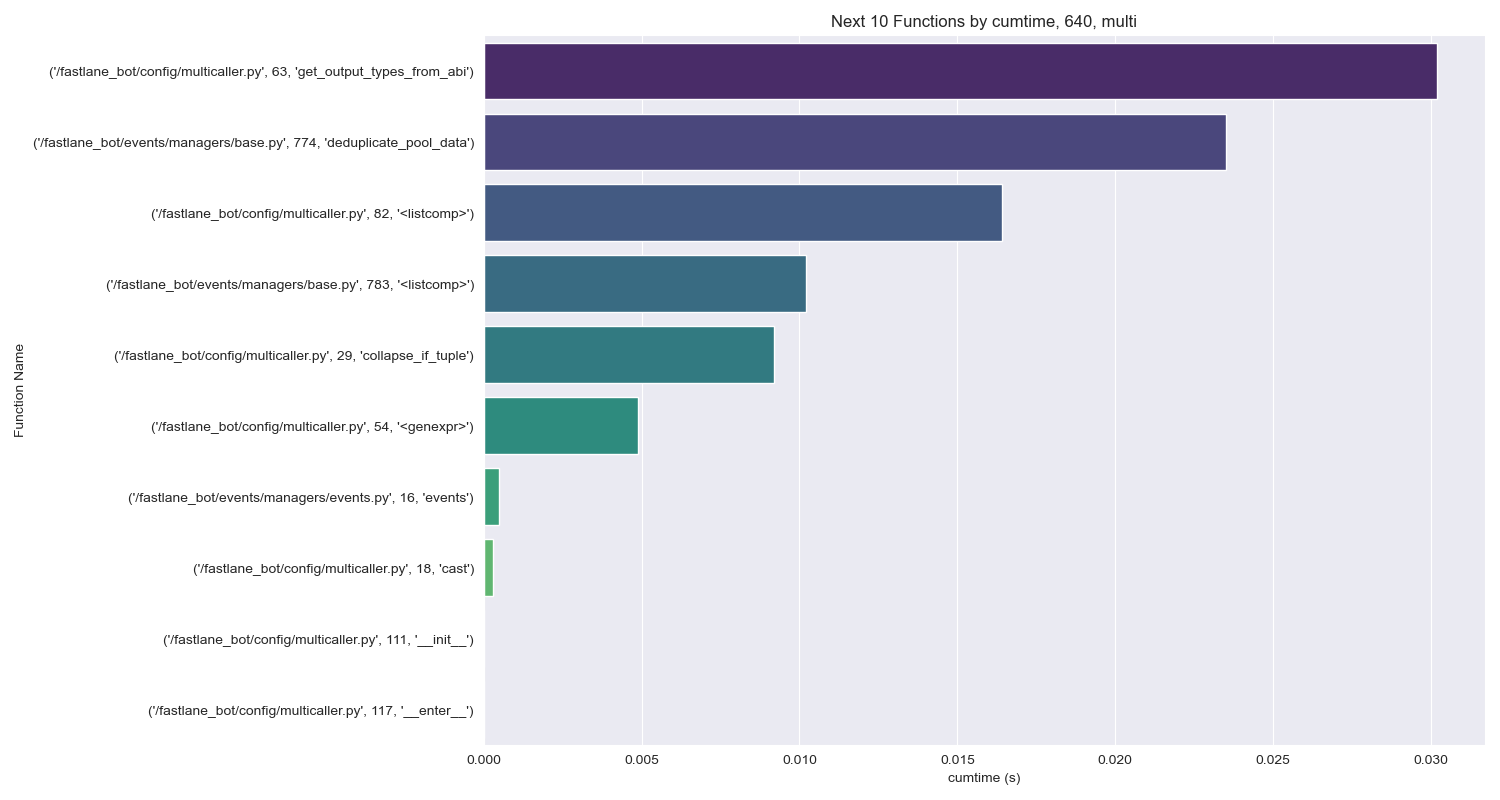 Next 10 Functions by cumtime, 640, multi
Function Name
('/fastlane_bot/config/multicaller.py', 63, 'get_output_types_from_abi')
('/fastlane_bot/events/managers/base.py', 774, 'deduplicate_pool_data')
('/fastlane_bot/config/multicaller.py', 82, '<listcomp>')
('/fastlane_bot/events/managers/base.py', 783, '<listcomp>')
('/fastlane_bot/config/multicaller.py', 29, 'collapse_if_tuple')
('/fastlane_bot/config/multicaller.py', 54, '<genexpr>')
('/fastlane_bot/events/managers/events.py', 16, 'events')
('/fastlane_bot/config/multicaller.py', 18, 'cast')
('/fastlane_bot/config/multicaller.py', 111, '__init__')
('/fastlane_bot/config/multicaller.py', 117, '__enter__')
0.000 0.005 0.010 0.015 0.020 0.025 0.030
cumtime (s)